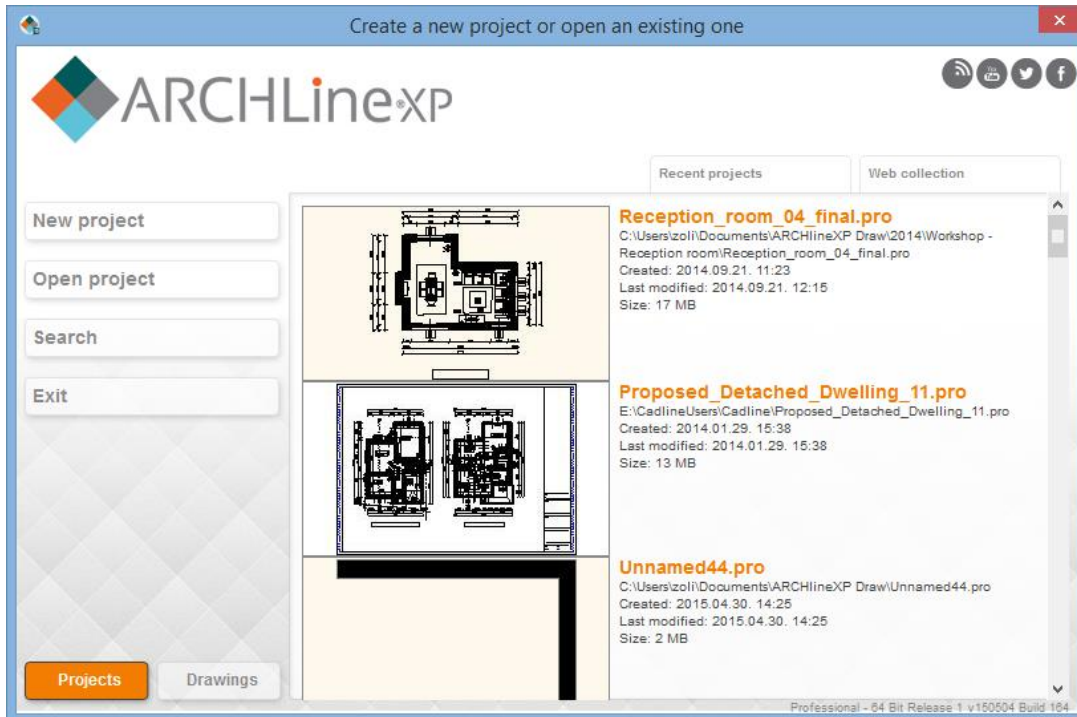 Create a new project or open an existing one
ARCHLine®XP
You
Recent projects
Web collection
New project
Open project
Search
Exit
Reception_room_04_final.pro
C:\Users\zoli\Documents\ARCHlineXP Draw\2014\Workshop -
Reception room\Reception_room_04_final.pro
Created: 2014.09.21. 11:23
Last modified: 2014.09.21. 12:15
Size: 17 MB
Proposed_Detached_Dwelling_11.pro
E:\CadlineUsers\Cadline\Proposed_Detached_Dwelling_11.pro
Created: 2014.01.29. 15:38
Last modified: 2014.01.29. 15:38
Size: 13 MB
Unnamed44.pro
C:\Users\zoli\Documents\ARCHlineXP Draw\Unnamed44.pro
Created: 2015.04.30. 14:25
Last modified: 2015.04.30. 14:25
Size: 2 MB
Projects
Drawings
Professional - 64 Bit Release 1 v150504 Build 164